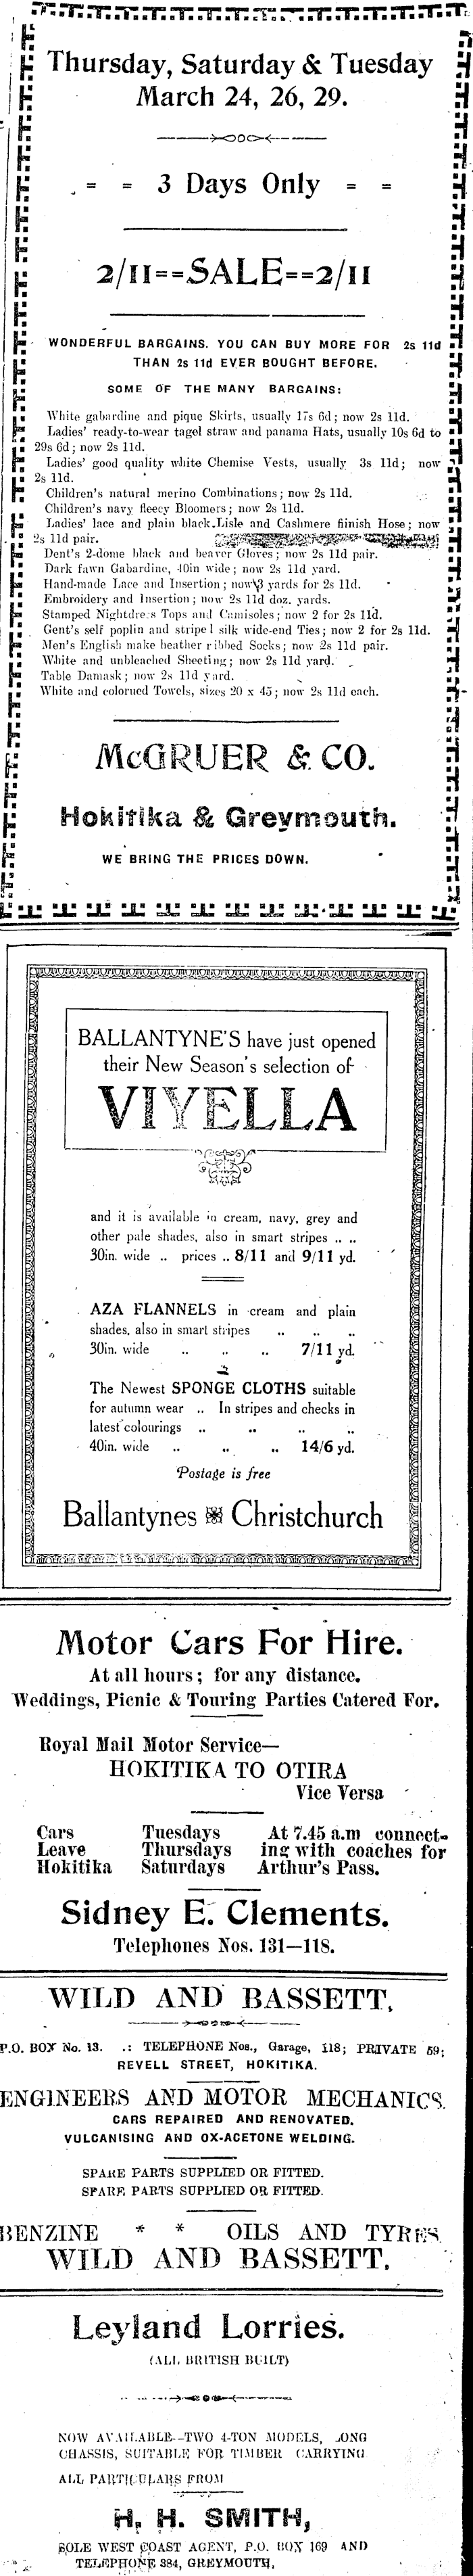 Thursday, Saturday & Tuesday
March 24, 26, 29.
= = 3 Days Only = =
2/11==SALE==2/11
WONDERFUL BARGAINS. YOU CAN BUY MORE FOR 2s 11d
THAN 2s 11d EVER BOUGHT BEFORE.
SOME OF THE MANY BARGAINS:
White gabardine and pique Skirts, usually 17s 6d; now 2s 11d.
Ladies' ready-to-wear tagel straw and panama Hats, usually 10s 6d to
29s 6d; now 2s 11d.
Ladies' good quality white Chemise Vests, usually 3s 11d; now
2s 11d.
Children's natural merino Combinations; now 2s 11d.
Children's navy fleecy Bloomers; now 2s 11d.
Ladies' lace and plain black Lisle and Cashmere fiinish Hose; now
2s 11d pair.
Dent's 2-dome black and beaver Gloves; now 2s 11d pair.
Dark fawn Gabardine, 40in wide; now 2s 11d yard.
Hand-made Lace and Insertion; now 3 yards for 2s 11d.
Embroidery and Insertion; now 2s 11d doz. yards.
Stamped Nightdress Tops and Camisoles; now 2 for 2s 11d.
Gent's self poplin and stripel silk wide-end Ties; now 2 for 2s 11d.
Men's English make heather ribbed Socks; now 2s 11d pair.
White and unbleached Sheeting; now 2s 11d yard.
Table Damask; now 2s 11d yard.
White and colorued Towels, sizes 20 x 45; now 2s 11d each.
McGRUER & CO.
Hokitika & Greymouth.
WE BRING THE PRICES DOWN.
BALLANTYNE'S have just opened
their New Season's selection of
VIYELLA
and it is available in cream, navy, grey and
other pale shades, also in smart stripes .. ..
30in. wide .. prices .. 8/11 and 9/11 yd.
AZA FLANNELS in cream and plain
shades, also in smart stripes .. .. ..
30in. wide .. .. .. 7/11 yd.
The Newest SPONGE CLOTHS suitable
for autumn wear .. In stripes and checks in
latest colourings .. .. .. ..
40in. wide .. .. .. 14/6 yd.
Postage is free
Ballantynes Christchurch
Motor Cars For Hire.
At all hours; for any distance.
Weddings, Picnic & Touring Parties Catered For.
Royal Mail Motor Service—
HOKITIKA TO OTIRA
Vice Versa
Cars Tuesdays At 7.45 a.m connect-
Leave Thursdays ing with coaches for
Hokitika Saturdays Arthur's Pass.
Sidney E. Clements.
Telephones Nos. 131—118.
WILD AND BASSETT,
P.O. BOX No. 13. .: TELEPHONE Nos., Garage, 118; PRIVATE 59;
REVELL STREET, HOKITIKA.
ENGINEERS AND MOTOR MECHANICS.
CARS REPAIRED AND RENOVATED.
VULCANISING AND OX-ACETONE WELDING.
SPARE PARTS SUPPLIED OR FITTED.
SPARE PARTS SUPPLIED OR FITTED.
BENZINE * * OILS AND TYRES
WILD AND BASSETT.
Leyland Lorries.
(ALL BRITISH BUILT)
NOW AVAILABLE--TWO 4-TON MODELS, LONG
CHASSIS, SUITABLE FOR TIMBER CARRYING
ALL PARTICULARS FROM
H. H. SMITH,
SOLE WEST COAST AGENT, P.O. BOX 169 AND
TELEPHONE 384, GREYMOUTH,